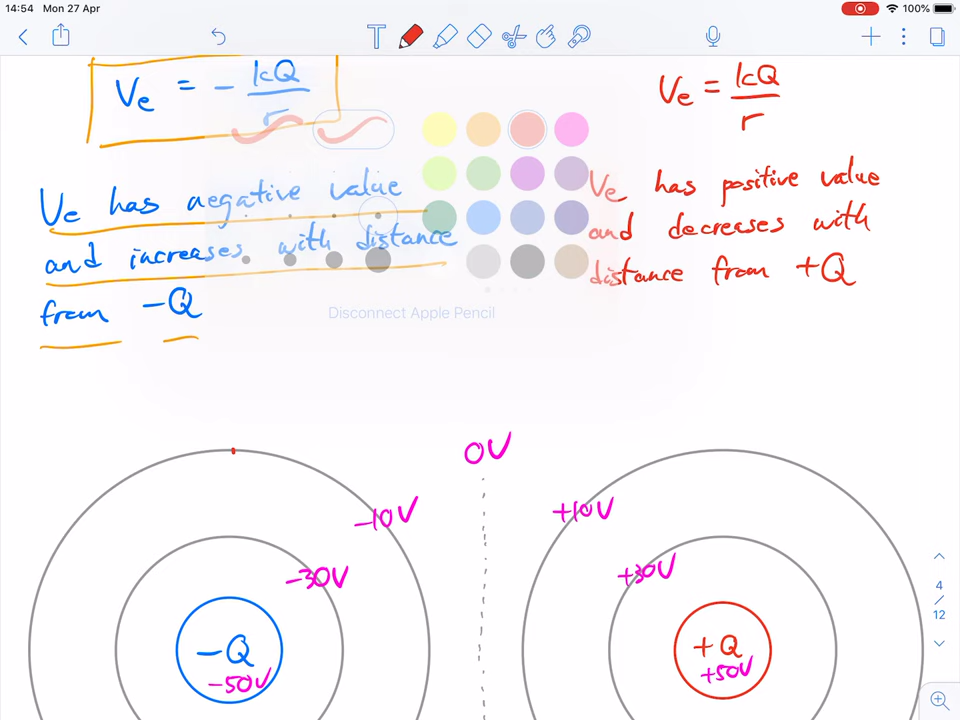 14:54 Mon 27 Apr
100%
Ve = - kQ/r
Ve = kQ/r
Ve has negative value
and increases with distance
from -Q
Ve has positive value
and decreases with
distance from +Q
Disconnect Apple Pencil
0V
-10V
+10V
-30V
+30V
-Q
-50V
+Q
+50V
4
/
12